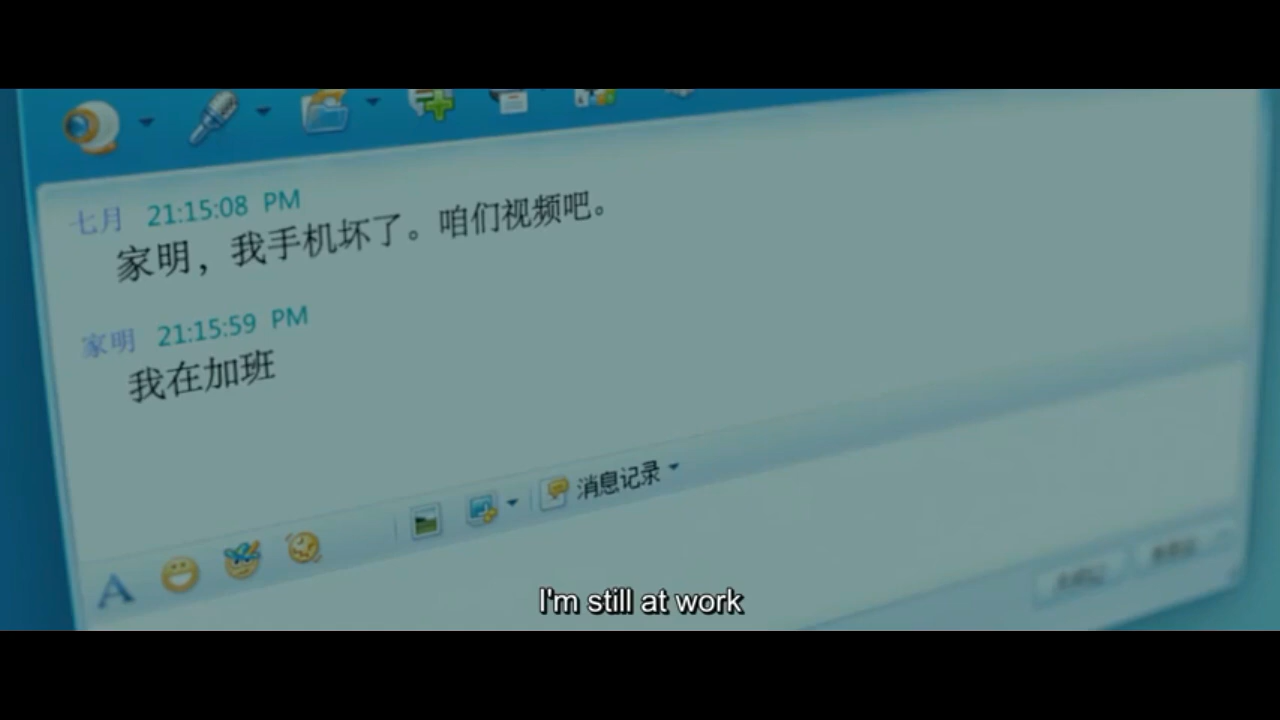 七月 21:15:08 PM
家明，我手机坏了。咱们视频吧。
家明 21:15:59 PM
我在加班
消息记录
I'm still at work